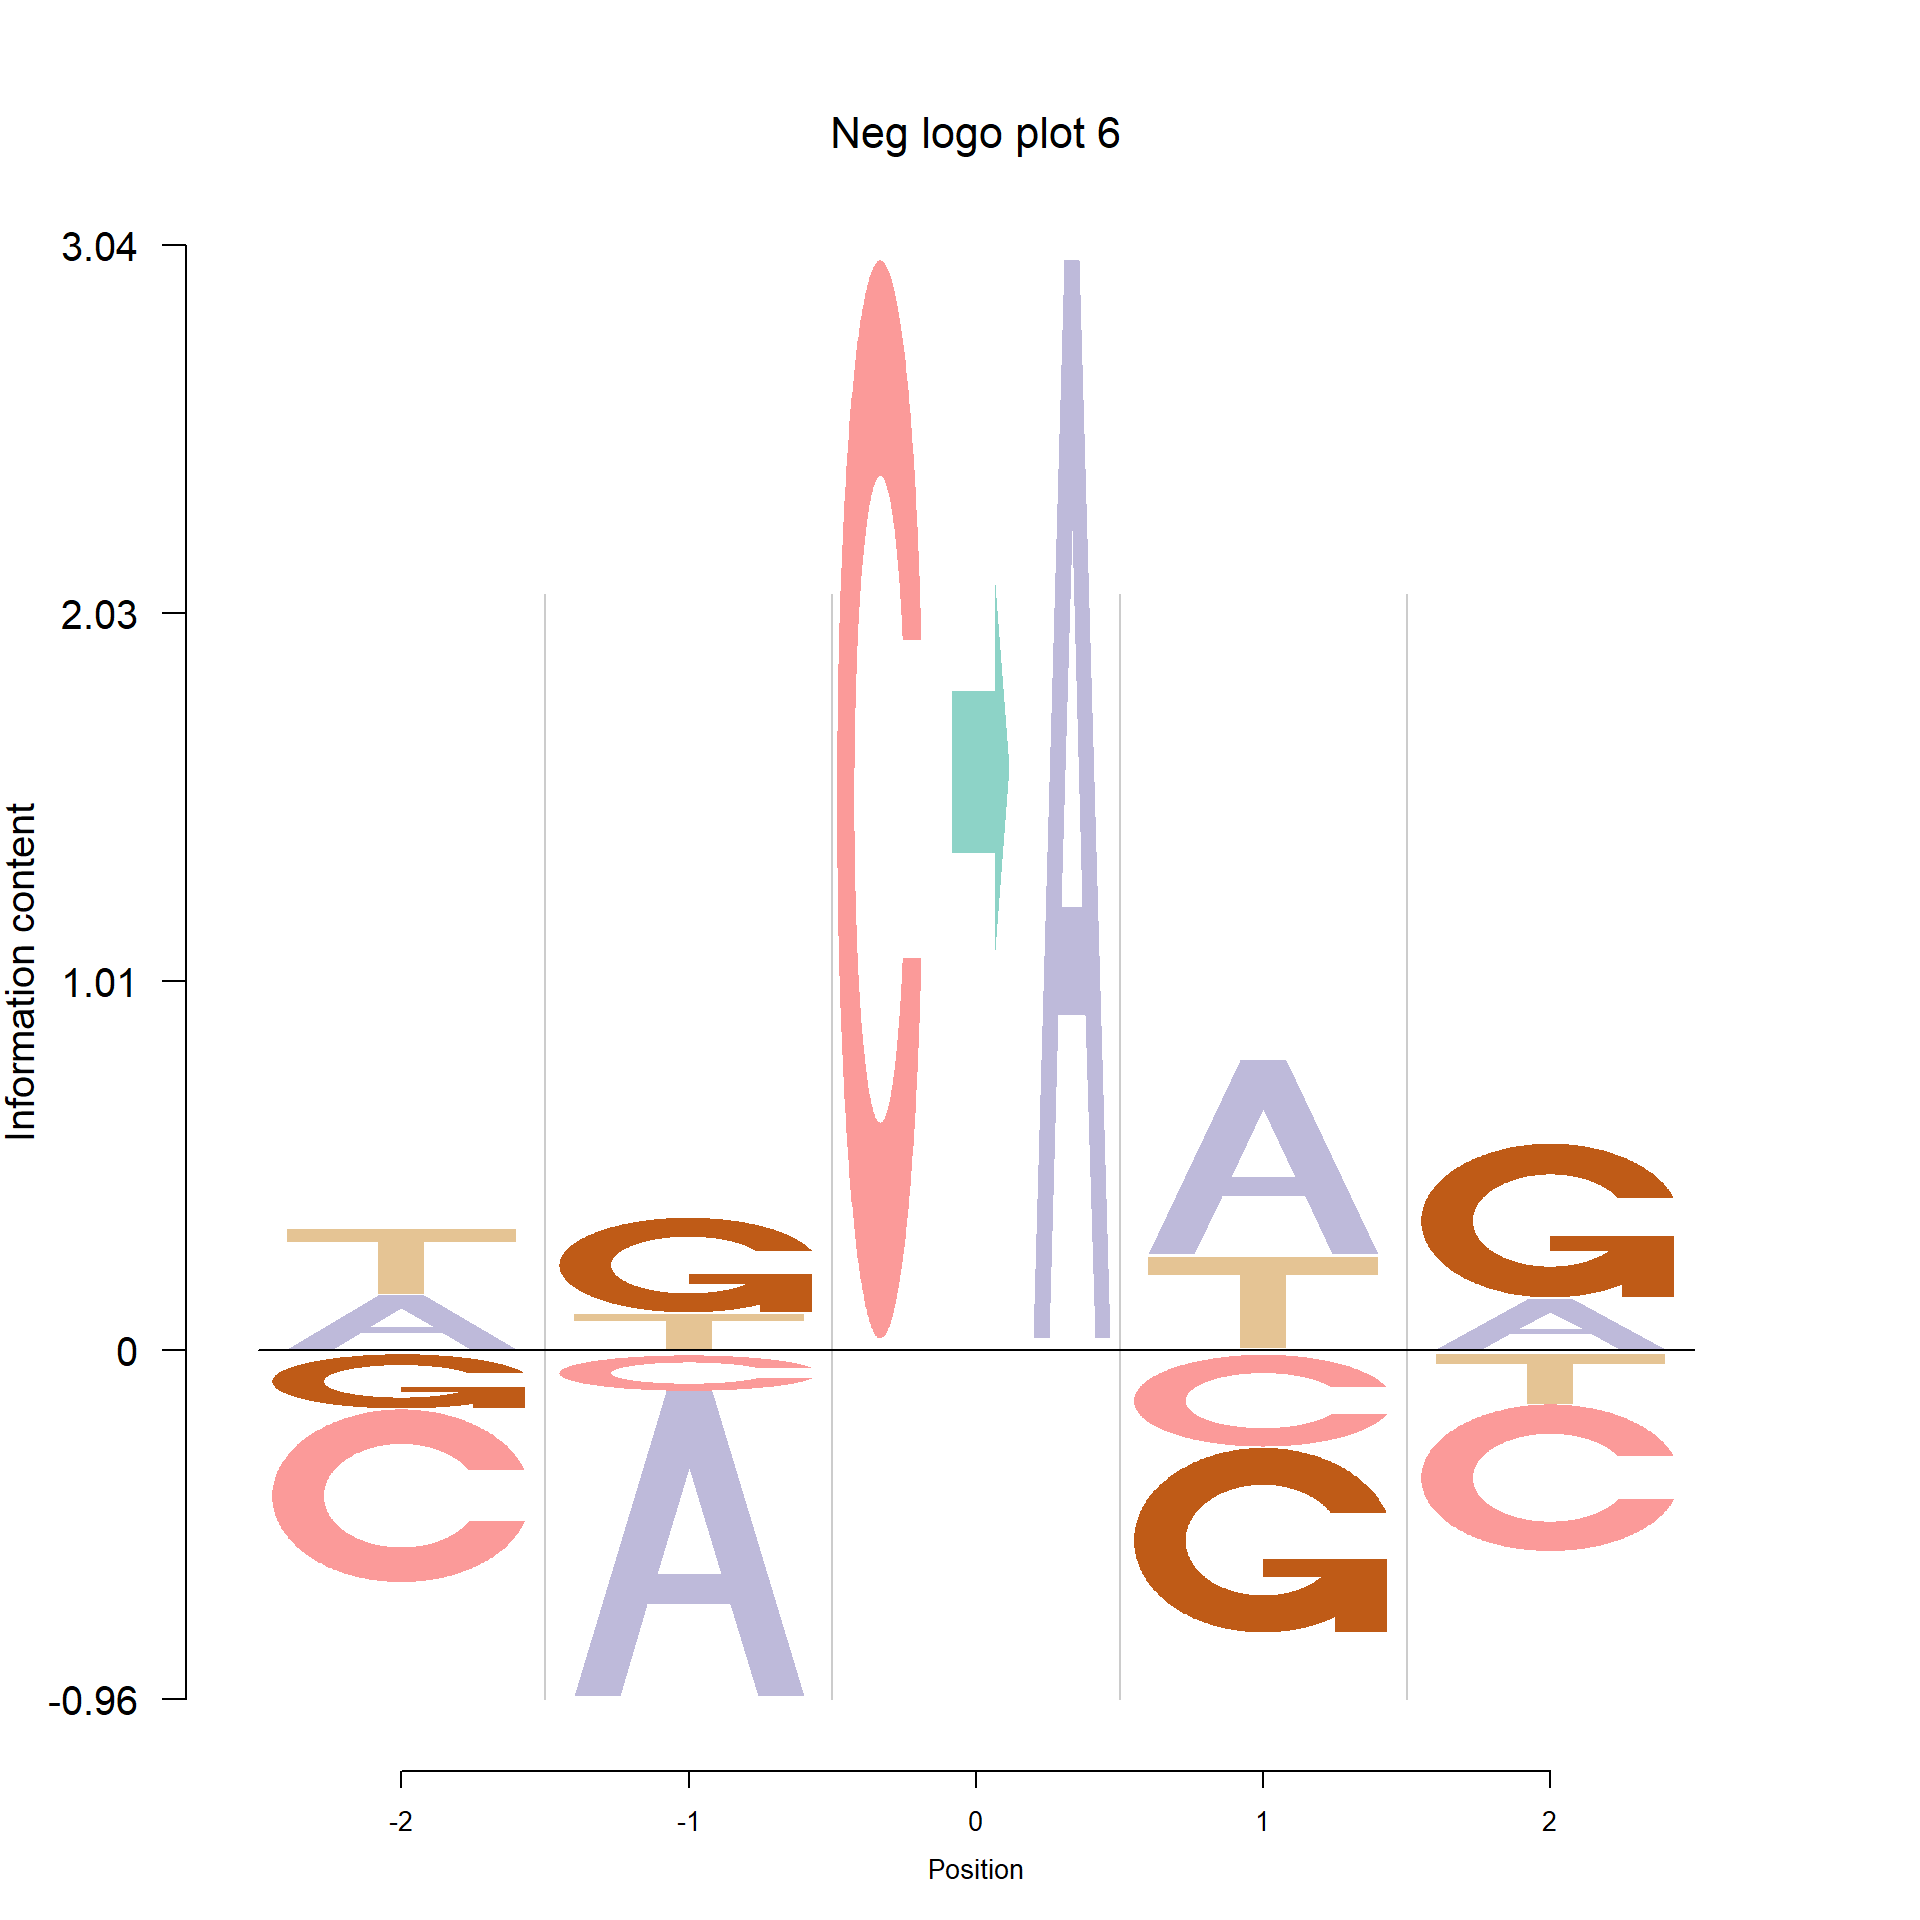 Neg logo plot 6
3.04
2.03
1.01
0
-0.96
Information content
T G C A A G
A T T A
G C C T
C A G C
-2 -1 0 1 2
Position